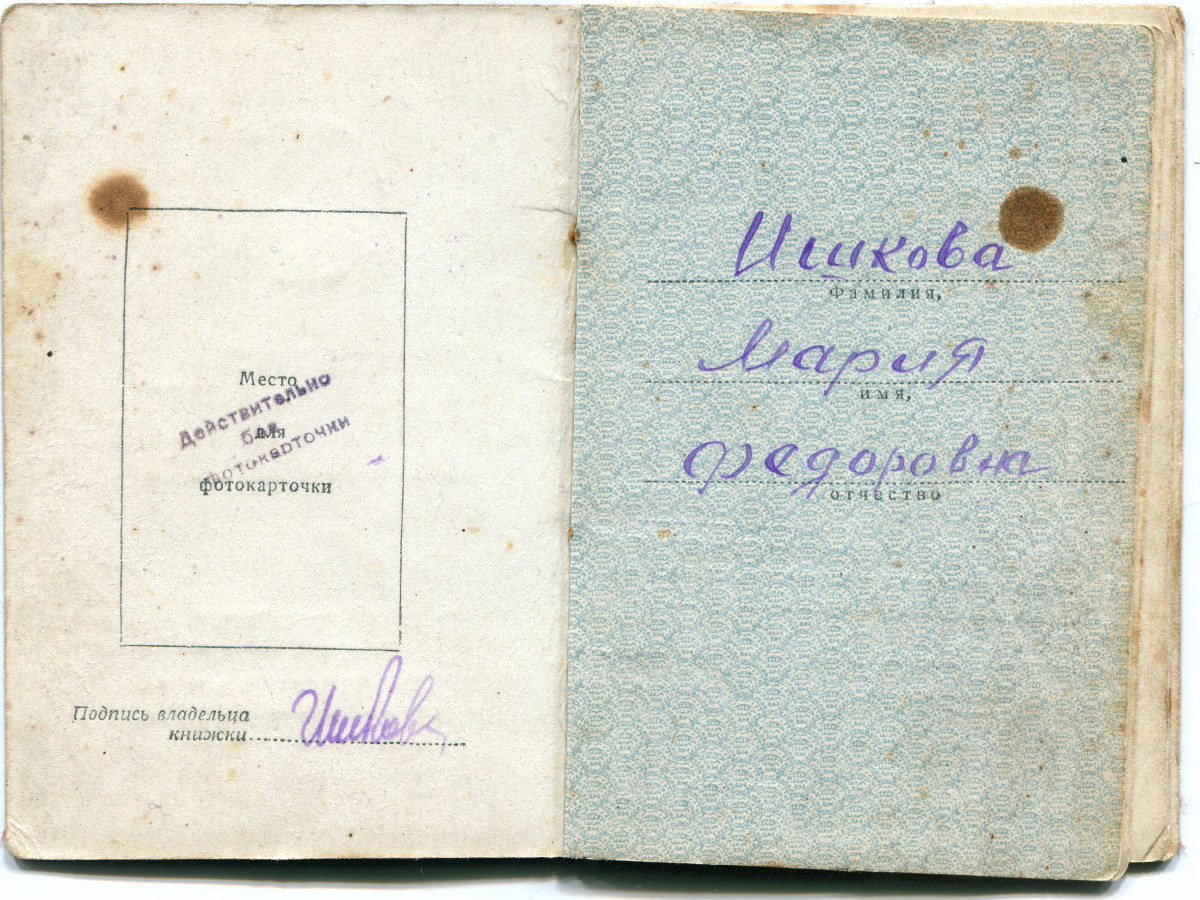 Место
для
фотокарточки
Действительно
без
фотокарточки
Подпись владельца
книжки
Ишкова
Ишкова
Фамилия,
Мария
имя,
Федоровна
отчество